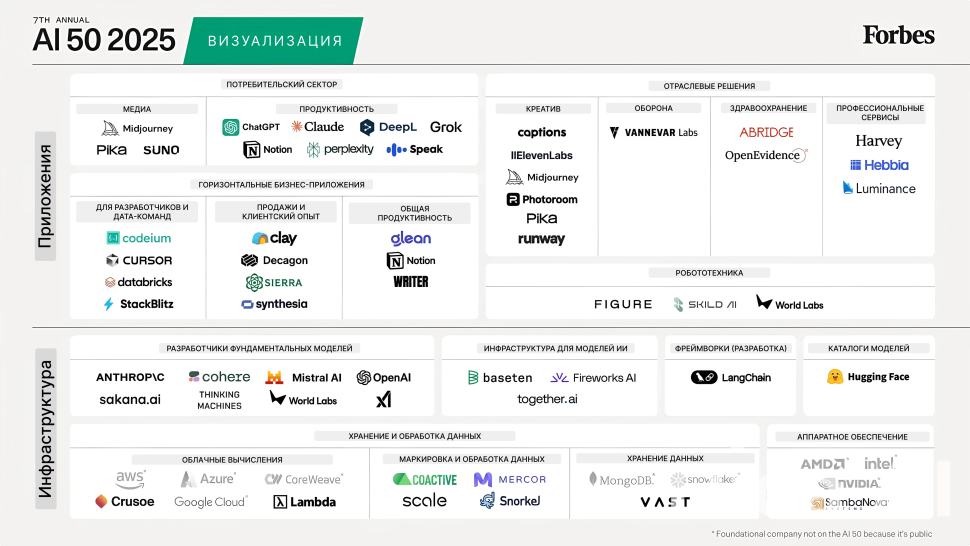 7TH ANNUAL
AI 50 2025
ВИЗУАЛИЗАЦИЯ
Forbes
Приложения
ПОТРЕБИТЕЛЬСКИЙ СЕКТОР
МЕДИА
Midjourney
Pika SUNO
ПРОДУКТИВНОСТЬ
ChatGPT Claude DeepL Grok
Notion perplexity Speak
ГОРИЗОНТАЛЬНЫЕ БИЗНЕС-ПРИЛОЖЕНИЯ
ДЛЯ РАЗРАБОТЧИКОВ И
ДАТА-КОМАНД
codeium
CURSOR
databricks
StackBlitz
ПРОДАЖИ И
КЛИЕНТСКИЙ ОПЫТ
clay
Decagon
SIERRA
synthesia
ОБЩАЯ
ПРОДУКТИВНОСТЬ
glean
Notion
WRITER
ОТРАСЛЕВЫЕ РЕШЕНИЯ
КРЕАТИВ
captions
IIElevenLabs
Midjourney
Photoroom
Pika
runway
ОБОРОНА
VANNEVAR Labs
ЗДРАВООХРАНЕНИЕ
ABRIDGE
OpenEvidence*
ПРОФЕССИОНАЛЬНЫЕ
СЕРВИСЫ
Harvey
Hebbia
Luminance
РОБОТОТЕХНИКА
FIGURE SKILD AI World Labs
Инфраструктура
РАЗРАБОТЧИКИ ФУНДАМЕНТАЛЬНЫХ МОДЕЛЕЙ
ANTHROP\C cohere Mistral AI OpenAI
sakana.ai THINKING MACHINES World Labs xAI
ИНФРАСТРУКТУРА ДЛЯ МОДЕЛЕЙ ИИ
baseten Fireworks AI
together.ai
ФРЕЙМВОРКИ (РАЗРАБОТКА)
LangChain
КАТАЛОГИ МОДЕЛЕЙ
Hugging Face
ХРАНЕНИЕ И ОБРАБОТКА ДАННЫХ
ОБЛАЧНЫЕ ВЫЧИСЛЕНИЯ
aws* Azure* CoreWeave*
Crusoe Google Cloud* Lambda
МАРКИРОВКА И ОБРАБОТКА ДАННЫХ
COACTIVE MERCOR
scale Snorkel
ХРАНЕНИЕ ДАННЫХ
MongoDB* snowflake*
VAST
АППАРАТНОЕ ОБЕСПЕЧЕНИЕ
AMD* intel*
NVIDIA*
SambaNova*
SYSTEMS
* Foundational company not on the AI 50 because it's public